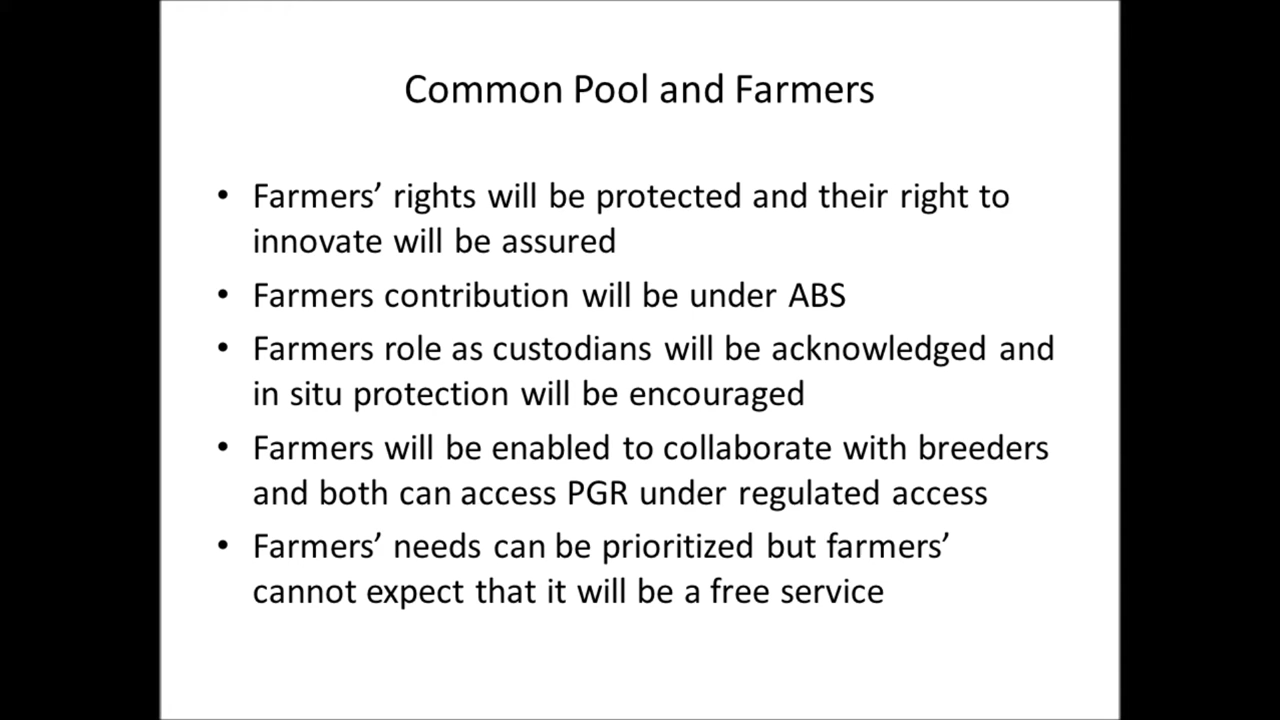 Common Pool and Farmers
• Farmers’ rights will be protected and their right to
innovate will be assured
• Farmers contribution will be under ABS
• Farmers role as custodians will be acknowledged and
in situ protection will be encouraged
• Farmers will be enabled to collaborate with breeders
and both can access PGR under regulated access
• Farmers’ needs can be prioritized but farmers’
cannot expect that it will be a free service